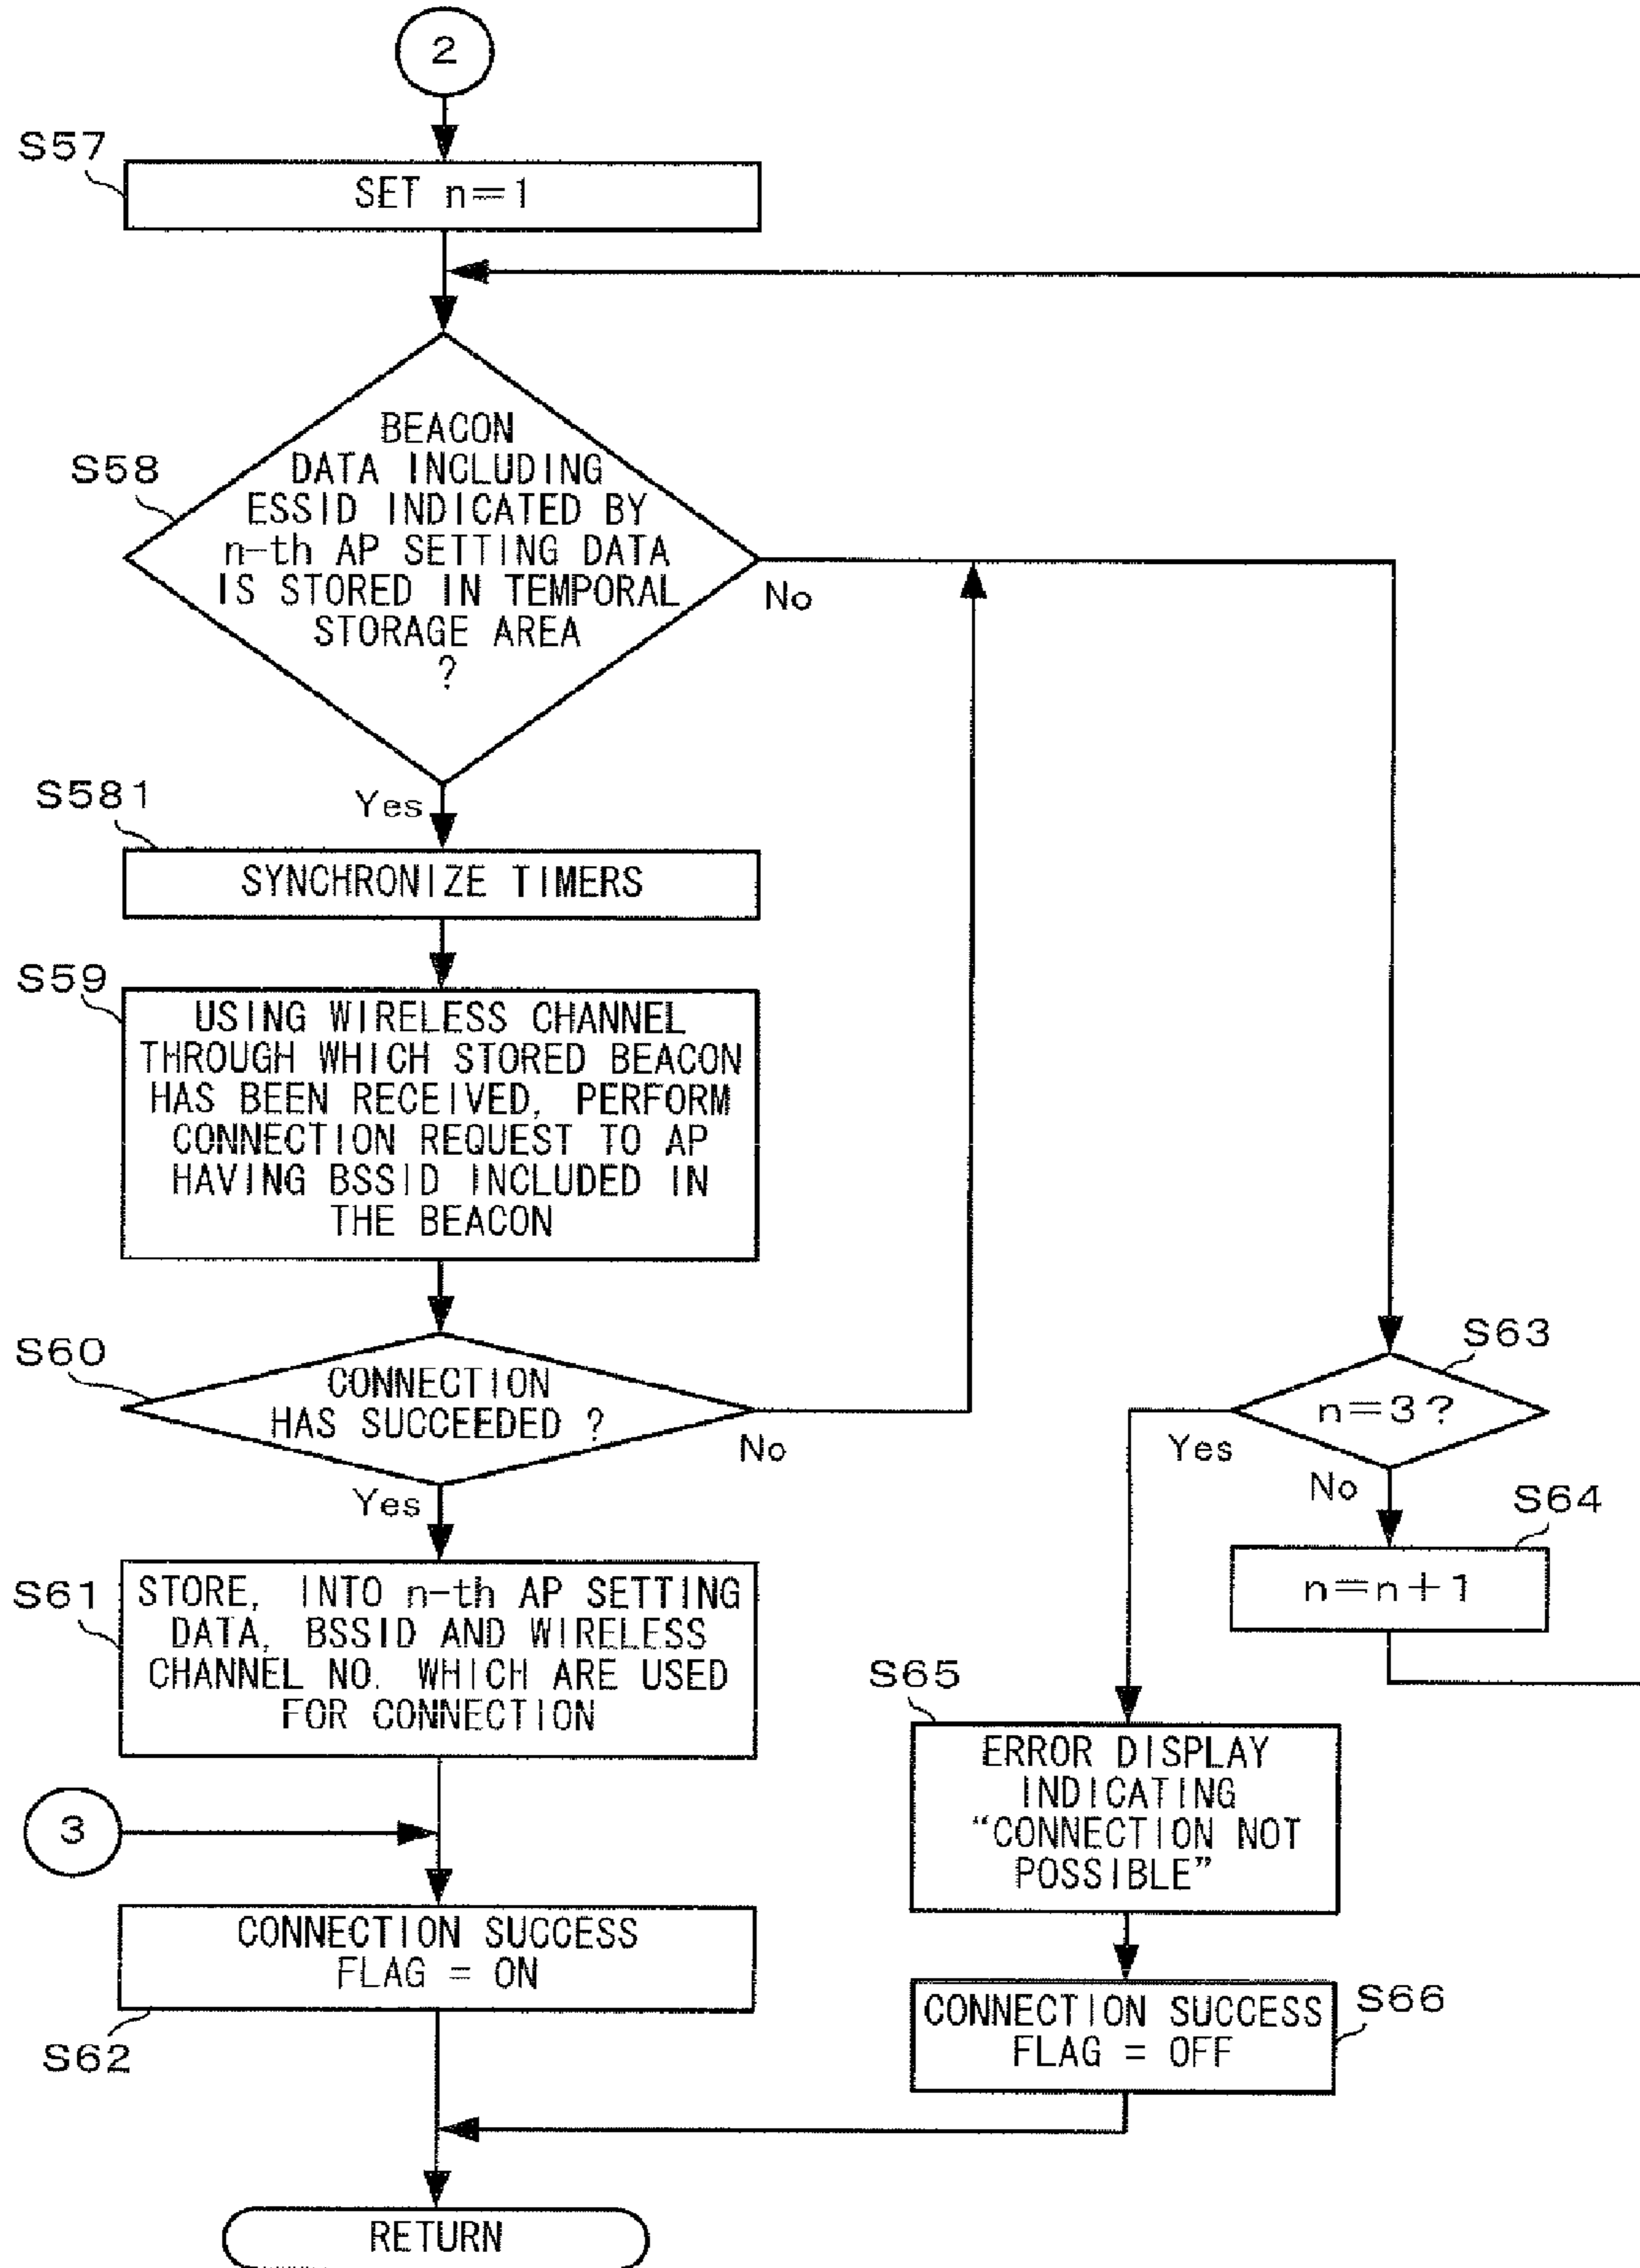 2
S57
SET n=1
S58
BEACON
DATA INCLUDING
ESSID INDICATED BY
n-th AP SETTING DATA
IS STORED IN TEMPORAL
STORAGE AREA
?
No
Yes
S581
SYNCHRONIZE TIMERS
S59
USING WIRELESS CHANNEL
THROUGH WHICH STORED BEACON
HAS BEEN RECEIVED, PERFORM
CONNECTION REQUEST TO AP
HAVING BSSID INCLUDED IN
THE BEACON
S60
CONNECTION
HAS SUCCEEDED ?
No
Yes
S61
STORE, INTO n-th AP SETTING
DATA, BSSID AND WIRELESS
CHANNEL NO. WHICH ARE USED
FOR CONNECTION
3
CONNECTION SUCCESS
FLAG = ON
S62
S63
n=3?
Yes
No
S64
n=n+1
S65
ERROR DISPLAY
INDICATING
“CONNECTION NOT
POSSIBLE”
CONNECTION SUCCESS
FLAG = OFF
S66
RETURN